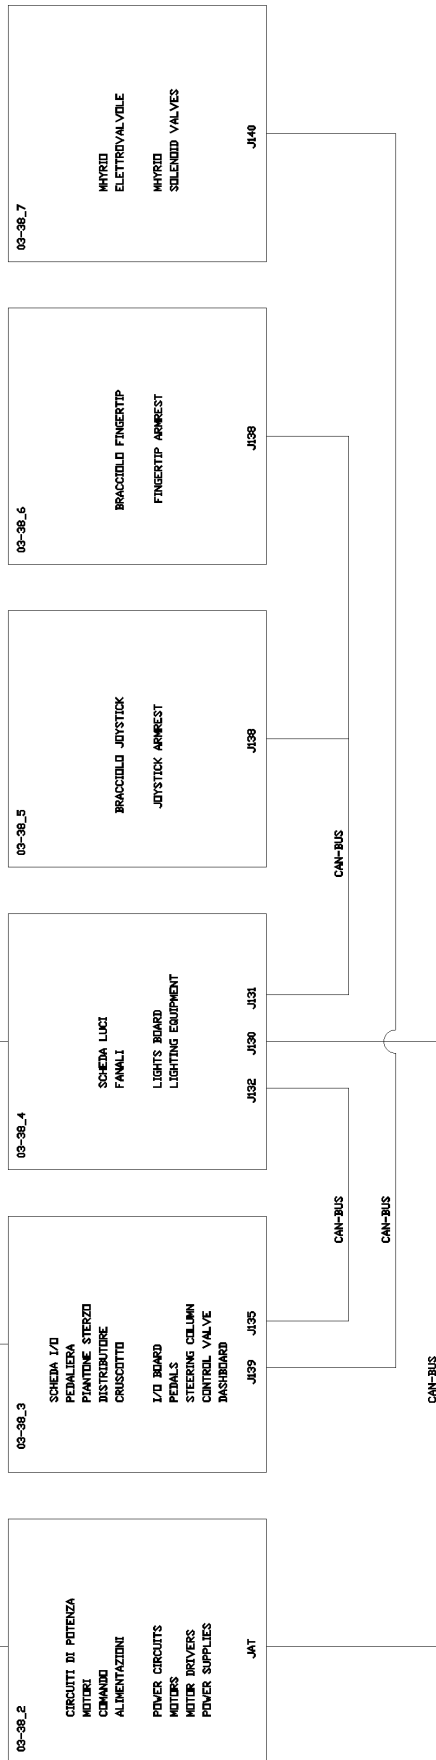 03-38_2
CIRCUITI DI POTENZA
MOTORI
COMANDO
ALIMENTAZIONI
POWER CIRCUITS
MOTORS
MOTOR DRIVERS
POWER SUPPLIES
JAT
03-38_3
SCHEDA I/O
PEDALIERA
PIANTONE STERZO
DISTRIBUTORE
CRUSCOTTO
I/O BOARD
PEDALS
STEERING COLUMN
CONTROL VALVE
DASHBOARD
J139
J135
03-38_4
SCHEDA LUCI
FANALI
LIGHTS BOARD
LIGHTING EQUIPMENT
J132
J130
J131
03-38_5
BRACCIOLO JOYSTICK
JOYSTICK ARMREST
J138
03-38_6
BRACCIOLO FINGERTIP
FINGERTIP ARMREST
J138
03-38_7
MHYRIO
ELETTROVALVOLE
MHYRIO
SOLENOID VALVES
J140
CAN-BUS
CAN-BUS
CAN-BUS
CAN-BUS